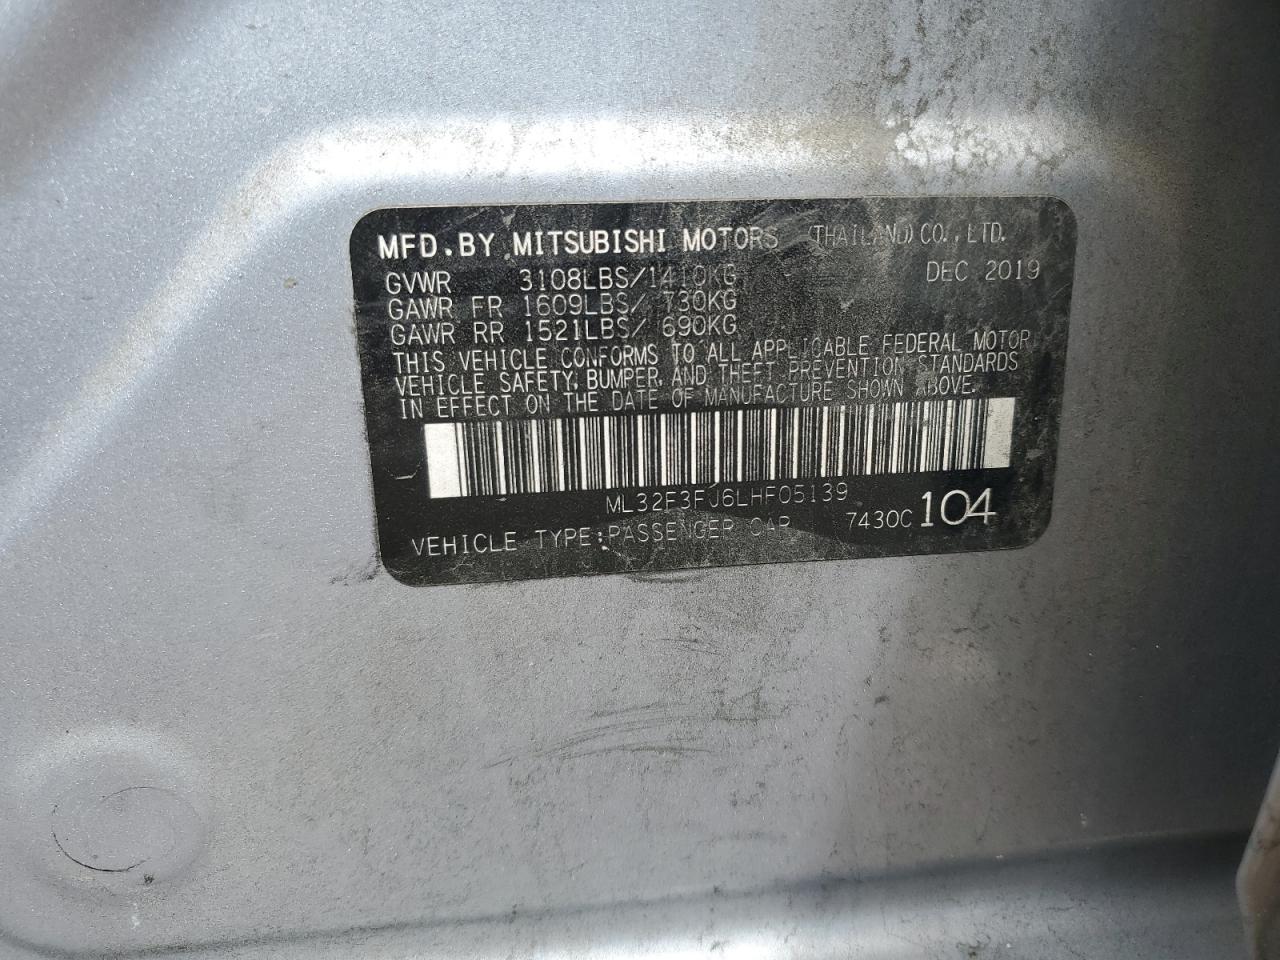 MFD.BY MITSUBISHI MOTORS (THAILAND) CO.,LTD.
GVWR 3108LBS/1410KG DEC 2019
GAWR FR 1609LBS/ 730KG
GAWR RR 1521LBS/ 690KG
THIS VEHICLE CONFORMS TO ALL APPLICABLE FEDERAL MOTOR
VEHICLE SAFETY, BUMPER, AND THEFT PREVENTION STANDARDS
IN EFFECT ON THE DATE OF MANUFACTURE SHOWN ABOVE.
ML32F3FJ6LHF05139
VEHICLE TYPE:PASSENGER CAR 7430C 104